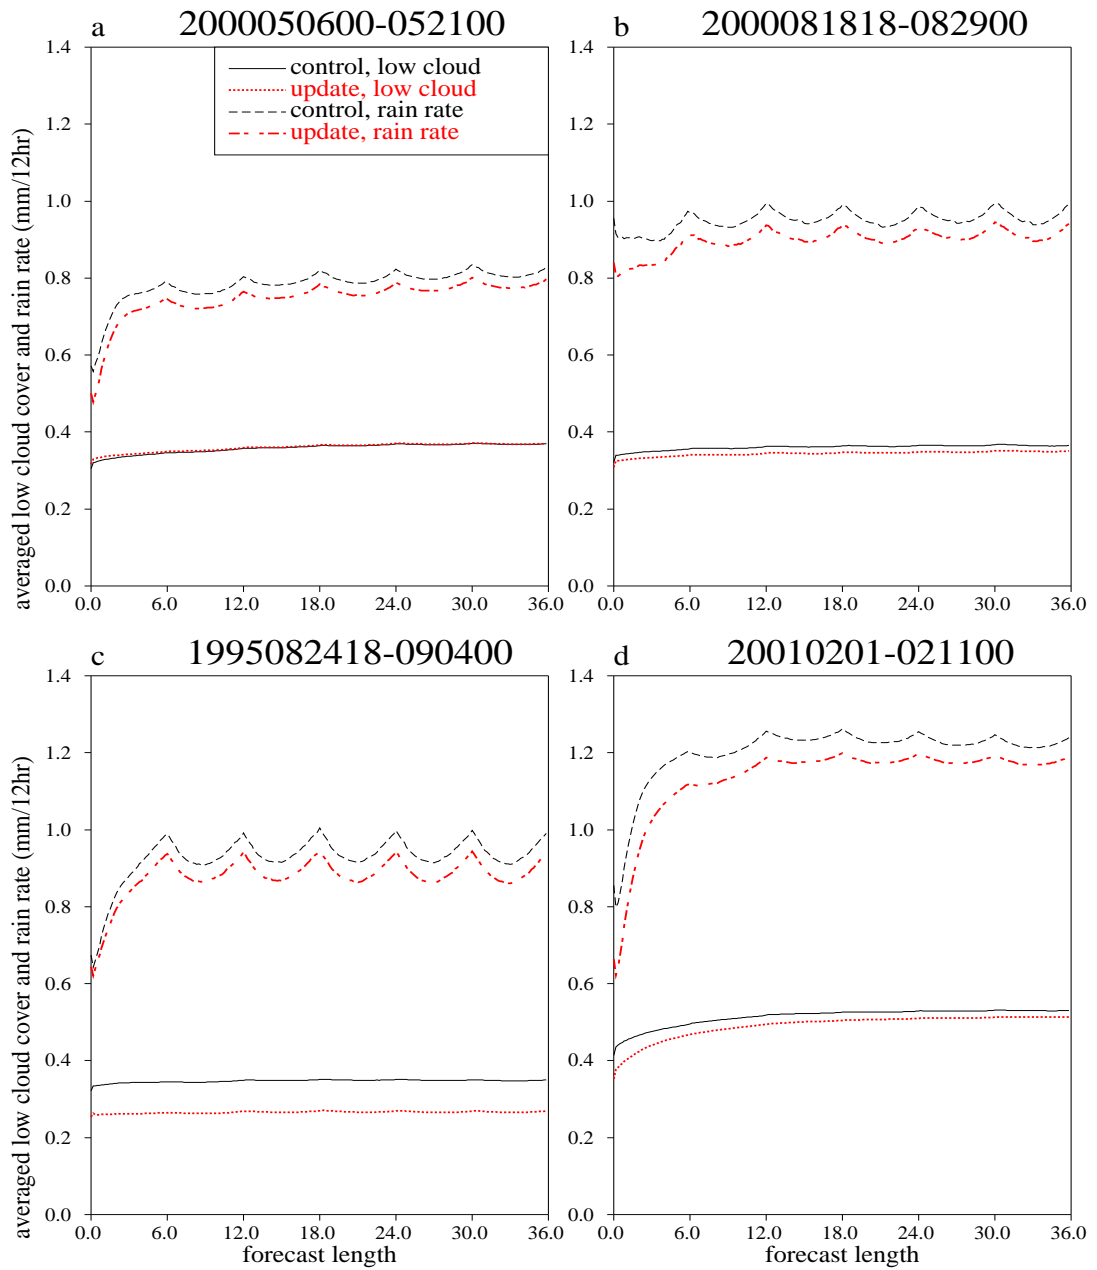 a 2000050600-052100
b 2000081818-082900
control, low cloud
update, low cloud
control, rain rate
update, rain rate
averaged low cloud cover and rain rate (mm/12hr)
1.4
1.2
1.0
0.8
0.6
0.4
0.2
0.0
0.0 6.0 12.0 18.0 24.0 30.0 36.0
1.4
1.2
1.0
0.8
0.6
0.4
0.2
0.0
0.0 6.0 12.0 18.0 24.0 30.0 36.0
c 1995082418-090400
d 20010201-021100
averaged low cloud cover and rain rate (mm/12hr)
1.4
1.2
1.0
0.8
0.6
0.4
0.2
0.0
0.0 6.0 12.0 18.0 24.0 30.0 36.0
forecast length
1.4
1.2
1.0
0.8
0.6
0.4
0.2
0.0
0.0 6.0 12.0 18.0 24.0 30.0 36.0
forecast length